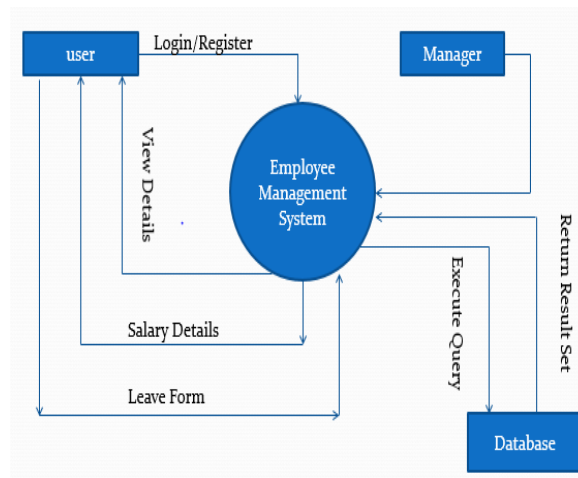 user
Login/Register
Manager
View Details
Employee
Management
System
Return Result Set
Execute Query
Salary Details
Leave Form
Database